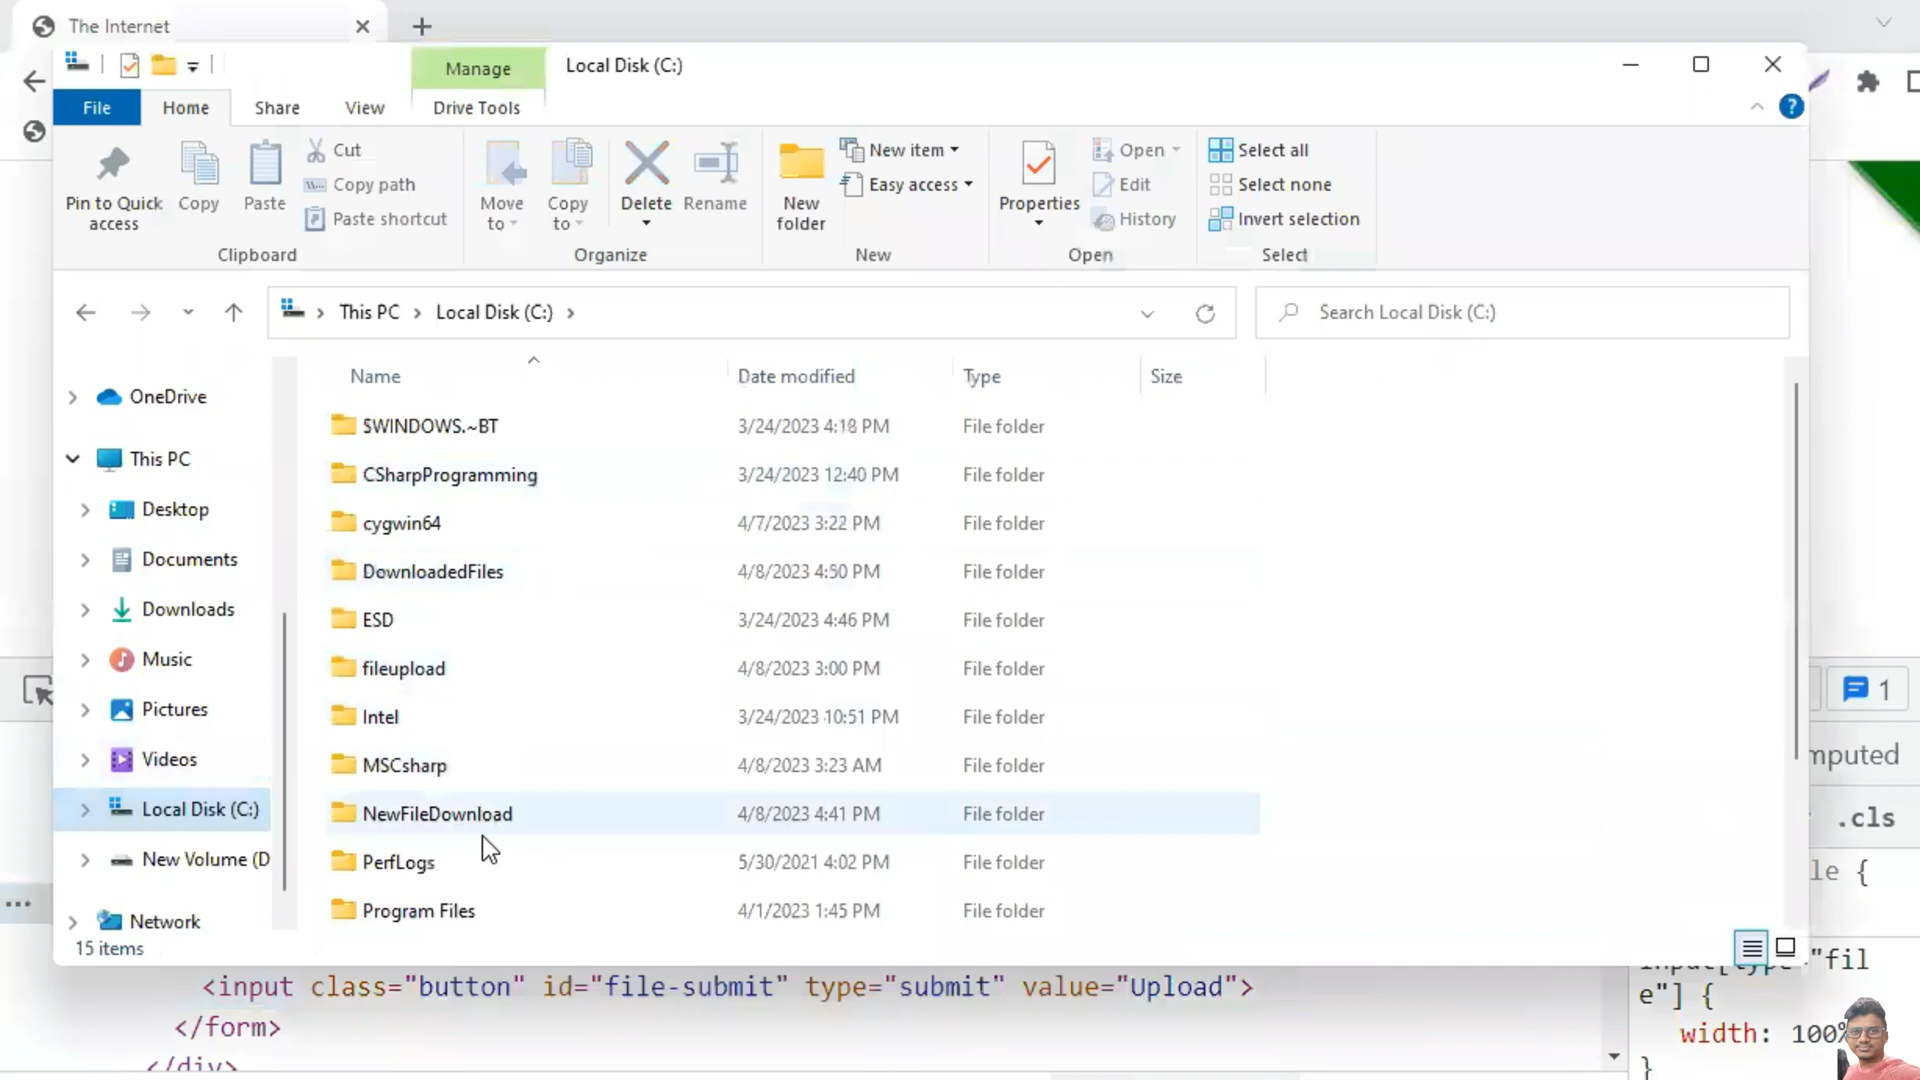 The Internet
Manage
Local Disk (C:)
File
Home
Share
View
Drive Tools
Pin to Quick access
Copy
Paste
Cut
Copy path
Paste shortcut
Clipboard
Move to
Copy to
Delete
Rename
Organize
New folder
New item
Easy access
New
Properties
Open
Edit
History
Open
Select all
Select none
Invert selection
Select
This PC
Local Disk (C:)
Search Local Disk (C:)
Name Date modified Type Size
OneDrive
This PC
Desktop
Documents
Downloads
Music
Pictures
Videos
Local Disk (C:)
New Volume (D
Network
$WINDOWS.~BT 3/24/2023 4:18 PM File folder
CSharpProgramming 3/24/2023 12:40 PM File folder
cygwin64 4/7/2023 3:22 PM File folder
DownloadedFiles 4/8/2023 4:50 PM File folder
ESD 3/24/2023 4:46 PM File folder
fileupload 4/8/2023 3:00 PM File folder
Intel 3/24/2023 10:51 PM File folder
MSCsharp 4/8/2023 3:23 AM File folder
NewFileDownload 4/8/2023 4:41 PM File folder
PerfLogs 5/30/2021 4:02 PM File folder
Program Files 4/1/2023 1:45 PM File folder
15 items
1
mputed
.cls
le {
<input class="button" id="file-submit" type="submit" value="Upload">
</form>
</div>
input[type="fil
e"] {
width: 100%
}